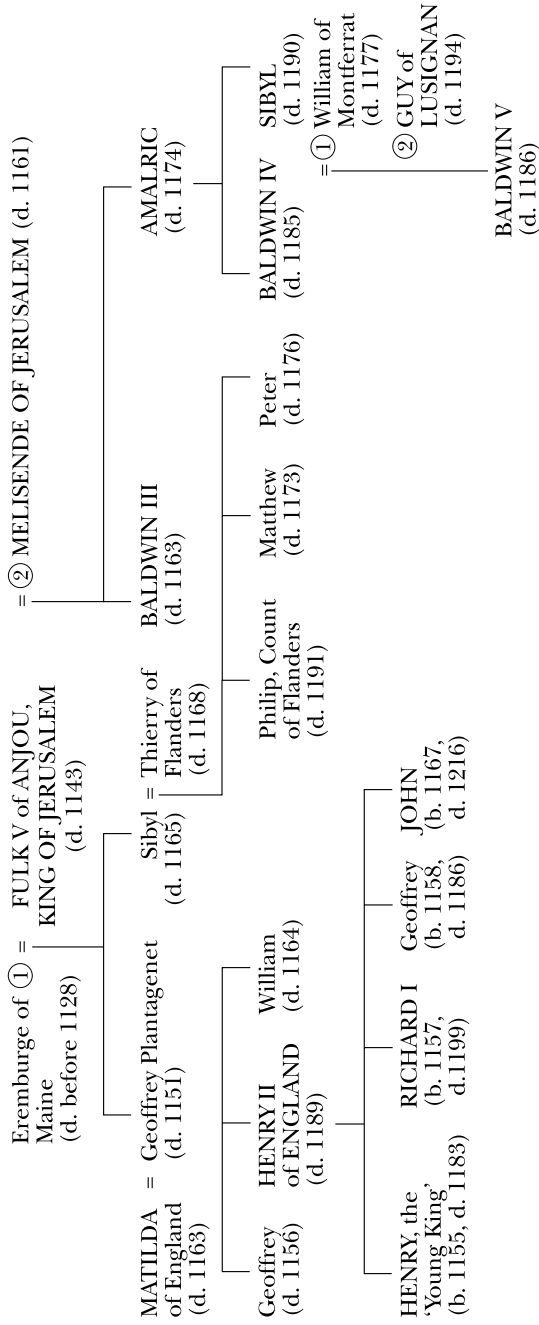 Eremburge of ① =
Maine
(d. before 1128)
FULK V of ANJOU,
KING OF JERUSALEM
(d. 1143)
= ② MELISENDE OF JERUSALEM (d. 1161)
MATILDA =
of England
(d. 1163)
Geoffrey Plantagenet
(d. 1151)
Sibyl =
(d. 1165)
Thierry of
Flanders
(d. 1168)
BALDWIN III
(d. 1163)
AMALRIC
(d. 1174)
Geoffrey
(d. 1156)
HENRY II
of ENGLAND
(d. 1189)
William
(d. 1164)
Philip, Count
of Flanders
(d. 1191)
Matthew
(d. 1173)
Peter
(d. 1176)
BALDWIN IV
(d. 1185)
SIBYL
(d. 1190)
= ① William of
Montferrat
(d. 1177)
② GUY of
LUSIGNAN
(d. 1194)
HENRY, the
‘Young King’
(b. 1155, d. 1183)
RICHARD I
(b. 1157,
d.1199)
Geoffrey
(b. 1158,
d. 1186)
JOHN
(b. 1167,
d. 1216)
BALDWIN V
(d. 1186)